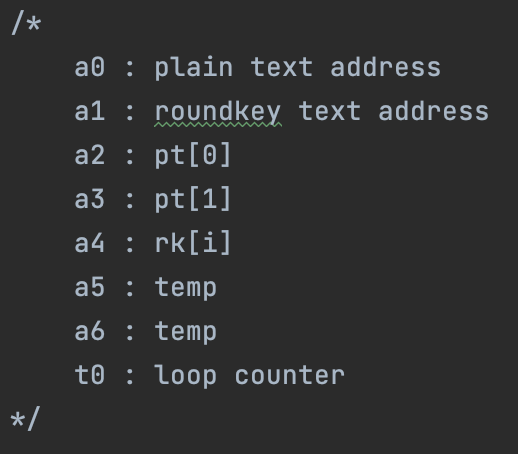 /*
a0 : plain text address
a1 : roundkey text address
a2 : pt[0]
a3 : pt[1]
a4 : rk[i]
a5 : temp
a6 : temp
t0 : loop counter
*/